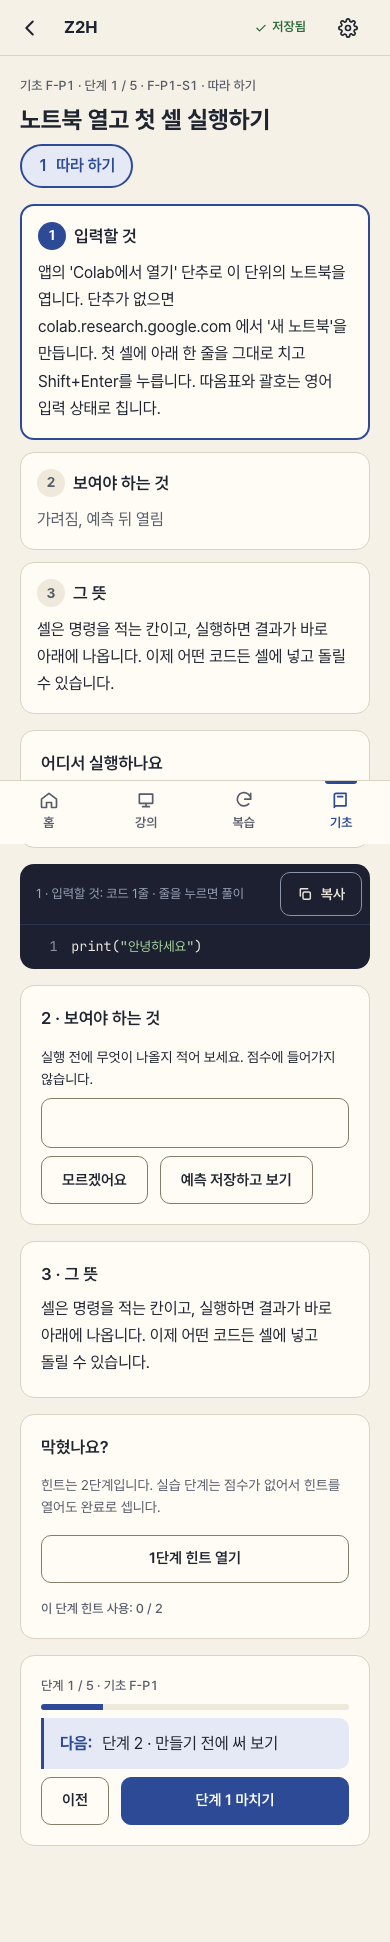 Z2H
저장됨
기초 F-P1 · 단계 1 / 5 · F-P1-S1 · 따라 하기
노트북 열고 첫 셀 실행하기
1 따라 하기
1 입력할 것
앱의 'Colab에서 열기' 단추로 이 단위의 노트북을
엽니다. 단추가 없으면
colab.research.google.com 에서 '새 노트북'을
만듭니다. 첫 셀에 아래 한 줄을 그대로 치고
Shift+Enter를 누릅니다. 따옴표와 괄호는 영어
입력 상태로 칩니다.
2 보여야 하는 것
가려짐, 예측 뒤 열림
3 그 뜻
셀은 명령을 적는 칸이고, 실행하면 결과가 바로
아래에 나옵니다. 이제 어떤 코드든 셀에 넣고 돌릴
수 있습니다.
어디서 실행하나요
홈 강의 복습 기초
1 · 입력할 것: 코드 1줄 · 줄을 누르면 풀이 복사
1 print("안녕하세요")
2 · 보여야 하는 것
실행 전에 무엇이 나올지 적어 보세요. 점수에 들어가지
않습니다.
모르겠어요 예측 저장하고 보기
3 · 그 뜻
셀은 명령을 적는 칸이고, 실행하면 결과가 바로
아래에 나옵니다. 이제 어떤 코드든 셀에 넣고
돌릴 수 있습니다.
막혔나요?
힌트는 2단계입니다. 실습 단계는 점수가 없어서 힌트를
열어도 완료로 셉니다.
1단계 힌트 열기
이 단계 힌트 사용: 0 / 2
단계 1 / 5 · 기초 F-P1
다음: 단계 2 · 만들기 전에 써 보기
이전 단계 1 마치기